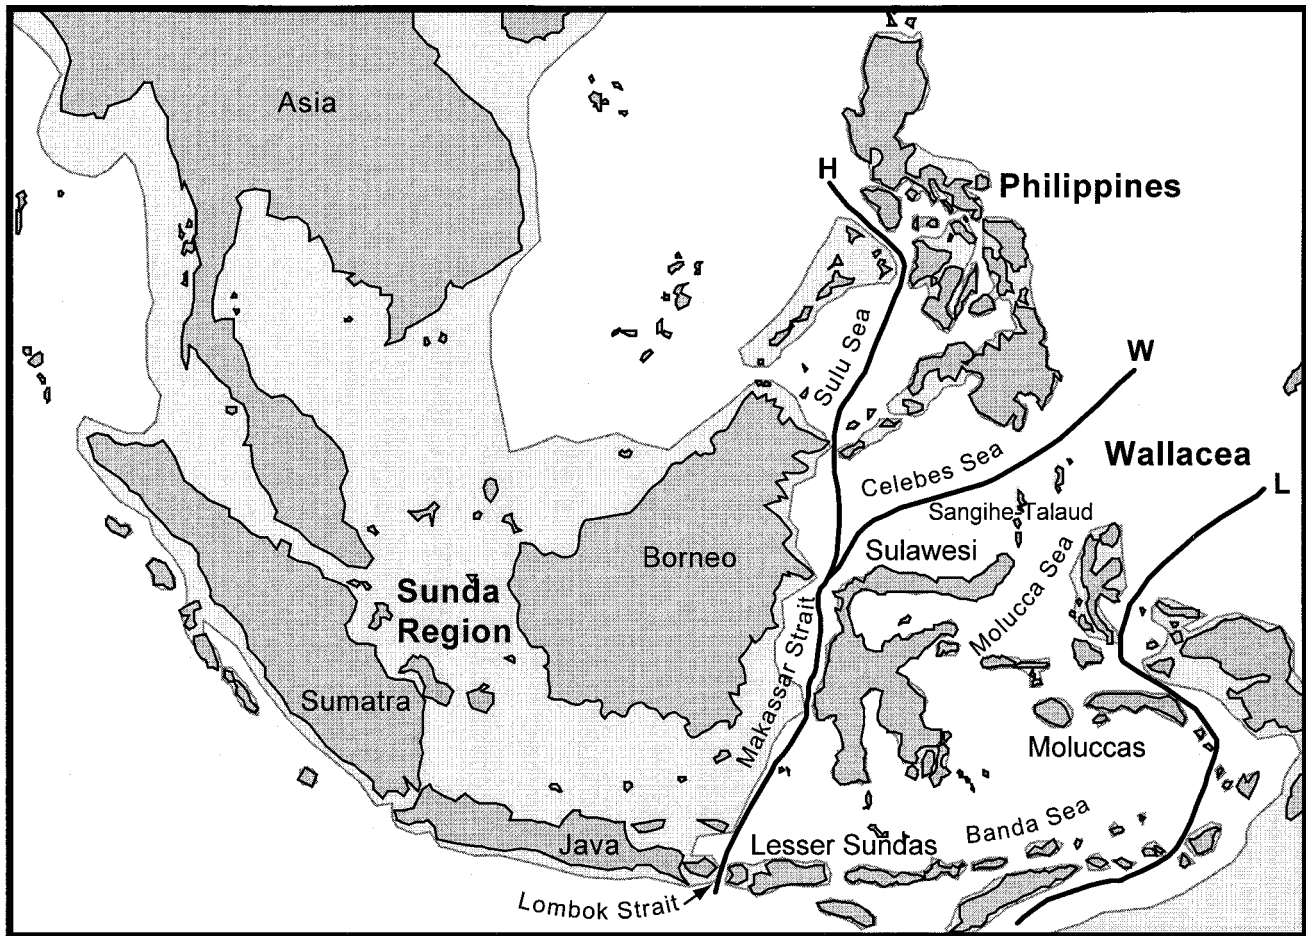 Asia
H
Philippines
Sulu Sea
W
Wallacea
Celebes Sea
L
Sangihe-Talaud
Sulawesi
Borneo
Molucca Sea
Sunda
Region
Makassar Strait
Sumatra
Moluccas
Banda Sea
Java
Lesser Sundas
Lombok Strait